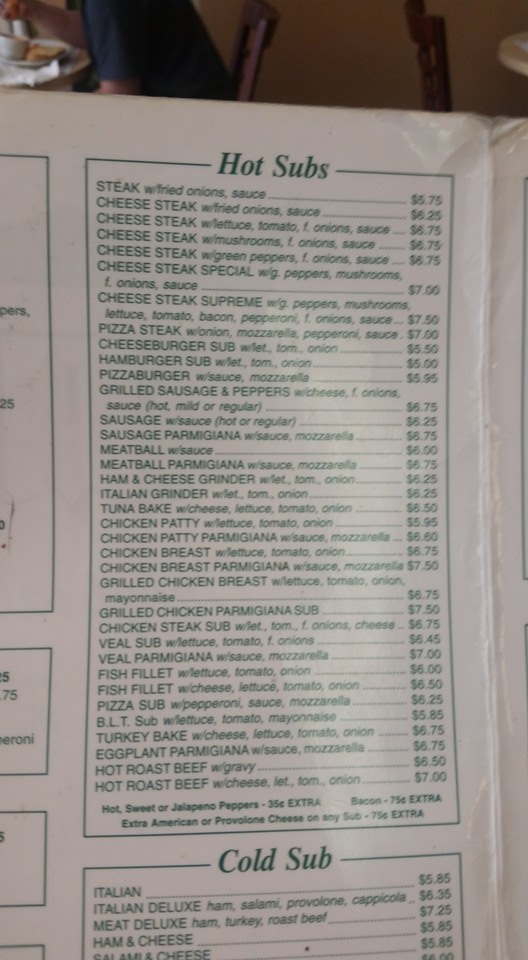 Hot Subs
STEAK w/fried onions, sauce $5.75
CHEESE STEAK w/fried onions, sauce $6.25
CHEESE STEAK w/lettuce, tomato, f. onions, sauce $6.75
CHEESE STEAK w/mushrooms, f. onions, sauce $6.75
CHEESE STEAK w/green peppers, f. onions, sauce $6.75
CHEESE STEAK SPECIAL w/g. peppers, mushrooms,
f. onions, sauce $7.00
CHEESE STEAK SUPREME w/g. peppers, mushrooms,
lettuce, tomato, bacon, pepperoni, f. onions, sauce $7.50
PIZZA STEAK w/onion, mozzarella, pepperoni, sauce $7.00
CHEESEBURGER SUB w/let., tom., onion $5.50
HAMBURGER SUB w/let., tom., onion $5.00
PIZZABURGER w/sauce, mozzarella $5.95
GRILLED SAUSAGE & PEPPERS w/cheese, f. onions,
sauce (hot, mild or regular) $6.75
SAUSAGE w/sauce (hot or regular) $6.25
SAUSAGE PARMIGIANA w/sauce, mozzarella $6.75
MEATBALL w/sauce $6.00
MEATBALL PARMIGIANA w/sauce, mozzarella $6.75
HAM & CHEESE GRINDER w/let., tom., onion $6.25
ITALIAN GRINDER w/let., tom., onion $6.25
TUNA BAKE w/cheese, lettuce, tomato, onion $6.50
CHICKEN PATTY w/lettuce, tomato, onion $5.95
CHICKEN PATTY PARMIGIANA w/sauce, mozzarella $6.60
CHICKEN BREAST w/lettuce, tomato, onion $6.75
CHICKEN BREAST PARMIGIANA w/sauce, mozzarella $7.50
GRILLED CHICKEN BREAST w/lettuce, tomato, onion,
mayonnaise $6.75
GRILLED CHICKEN PARMIGIANA SUB $7.50
CHICKEN STEAK SUB w/let., tom., f. onions, cheese $6.75
VEAL SUB w/lettuce, tomato, f. onions $6.45
VEAL PARMIGIANA w/sauce, mozzarella $7.00
FISH FILLET w/lettuce, tomato, onion $6.00
FISH FILLET w/cheese, lettuce, tomato, onion $6.50
PIZZA SUB w/pepperoni, sauce, mozzarella $6.25
B.L.T. Sub w/lettuce, tomato, mayonnaise $5.85
TURKEY BAKE w/cheese, lettuce, tomato, onion $6.75
EGGPLANT PARMIGIANA w/sauce, mozzarella $6.75
HOT ROAST BEEF w/gravy $6.50
HOT ROAST BEEF w/cheese, let., tom., onion $7.00
Hot, Sweet or Jalapeno Peppers - 35¢ EXTRA Bacon - 75¢ EXTRA
Extra American or Provolone Cheese on any Sub - 75¢ EXTRA
Cold Sub
ITALIAN $5.85
ITALIAN DELUXE ham, salami, provolone, cappicola $6.35
MEAT DELUXE ham, turkey, roast beef $7.25
HAM & CHEESE $5.85
SALAMI & CHEESE $5.85
$6.00